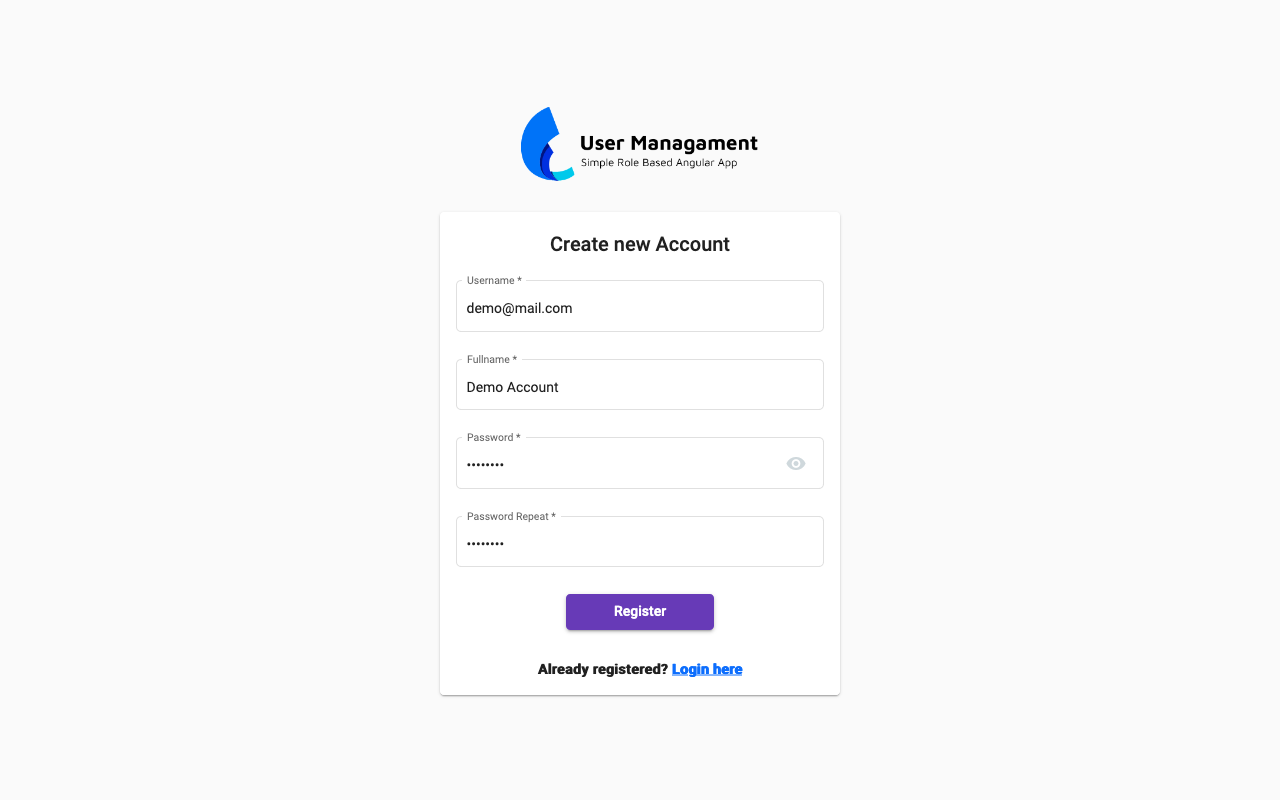 User Managament
Simple Role Based Angular App
Create new Account
Username *
demo@mail.com
Fullname *
Demo Account
Password *
••••••••
Password Repeat *
••••••••
Register
Already registered? Login here